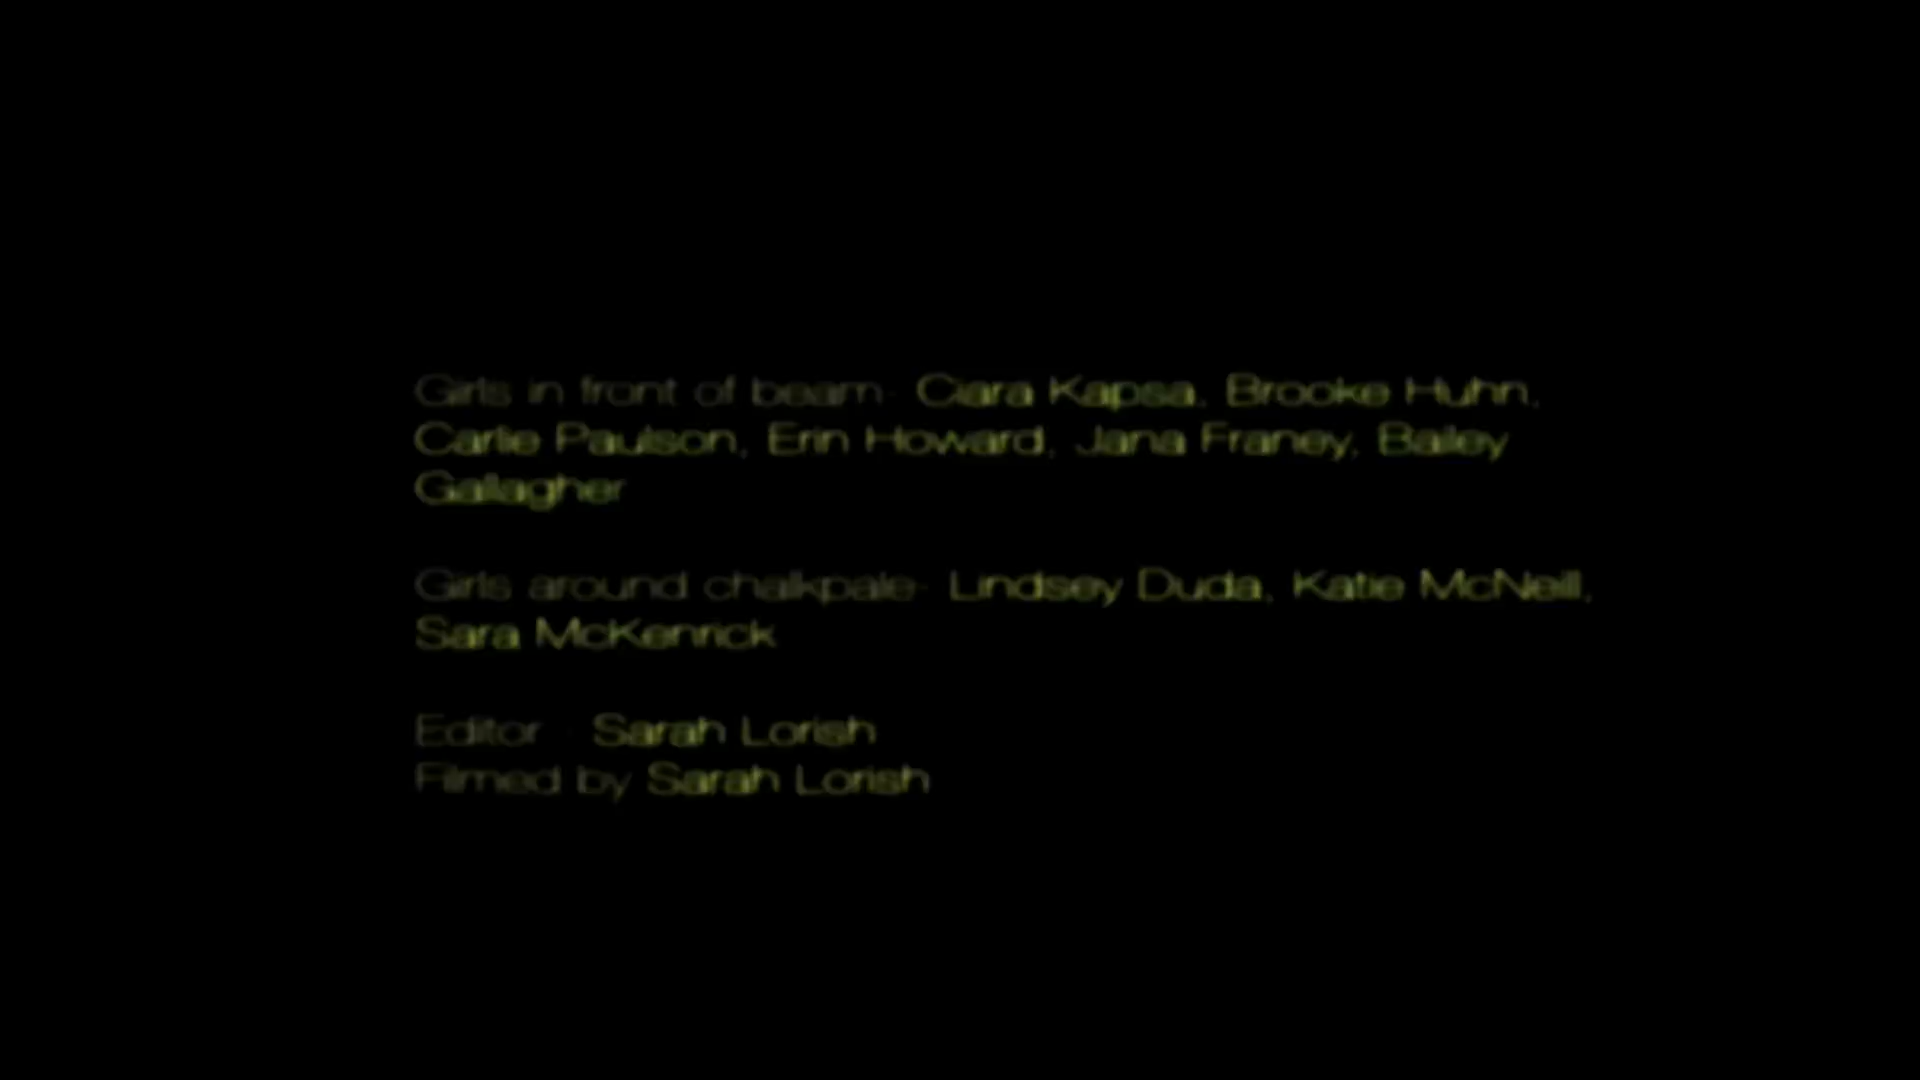 Girls in front of beam- Ciara Kapsa, Brooke Huhn,
Carlie Paulson, Erin Howard, Jana Franey, Bailey
Gallagher
Girls around chalkpale- Lindsey Duda, Katie McNeill,
Sara McKenrick
Editor - Sarah Lorish
Filmed by Sarah Lorish